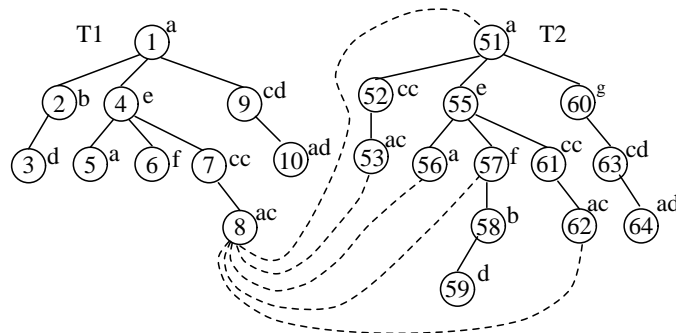 T1 1 a 51 a T2
2 b 4 e 9 cd 52 cc 55 e 60 g
3 d 5 a 6 f 7 cc 10 ad 53 ac 56 a 57 f 61 cc 63 cd
8 ac 58 b 62 ac 64 ad
59 d